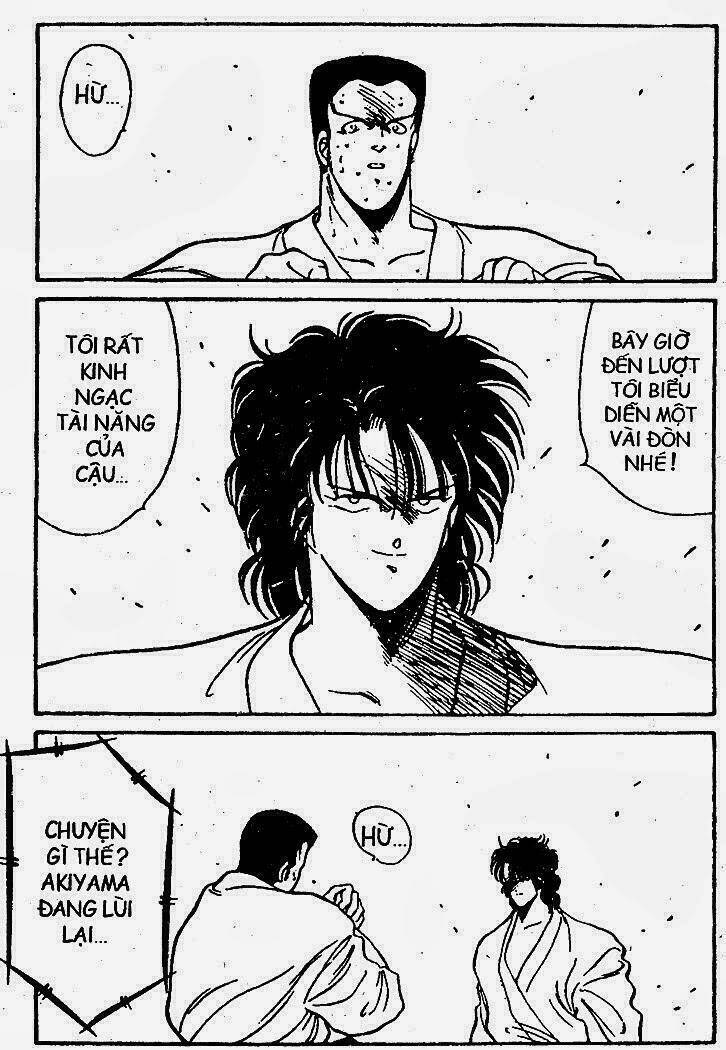 HỪ...
TÔI RẤT
KINH
NGẠC
TÀI NĂNG
CỦA
CẬU...
BÂY GIỜ
ĐẾN LƯỢT
TÔI BIỂU
DIỄN MỘT
VÀI ĐÒN
NHÉ!
CHUYỆN
GÌ THẾ?
AKIYAMA
ĐANG LÙI
LẠI...
HỪ...